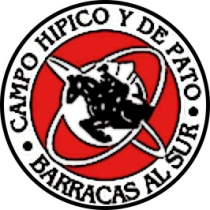 CAMPO HIPICO Y DE PATO
BARRACAS AL SUR